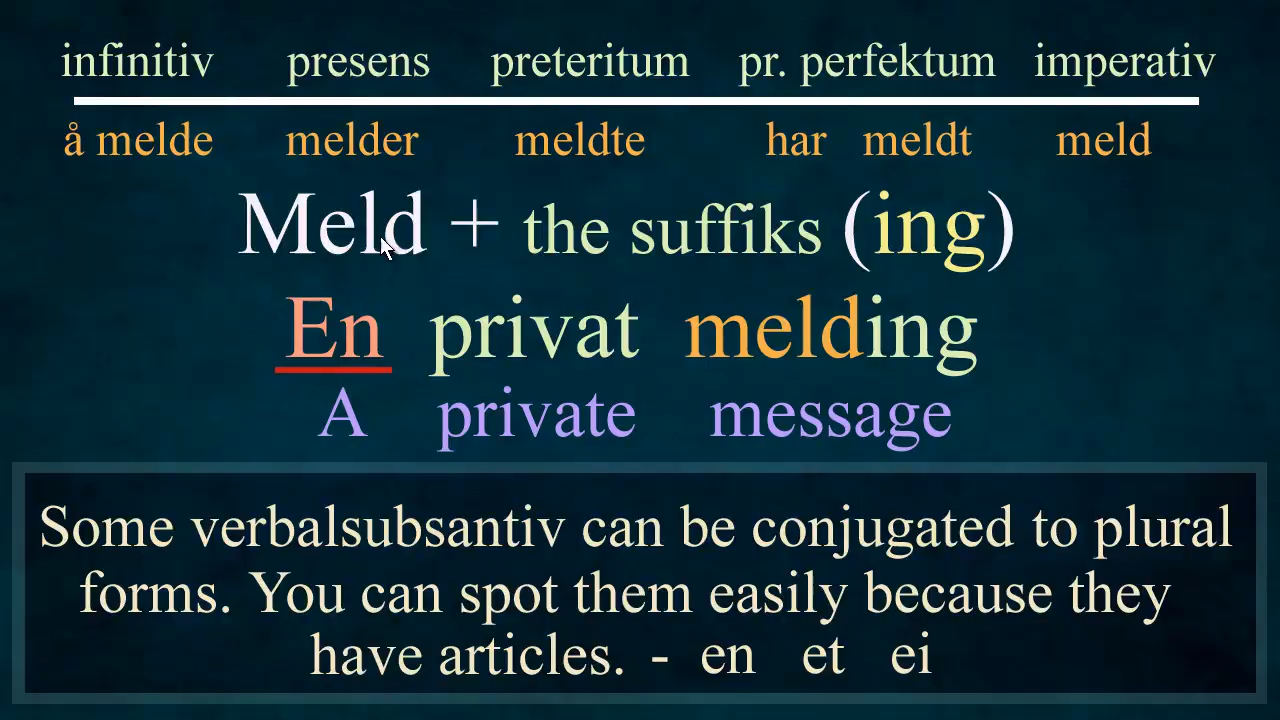 infinitiv presens preteritum pr. perfektum imperativ
å melde melder meldte har meldt meld
Meld + the suffiks (ing)
En privat melding
A private message
Some verbalsubsantiv can be conjugated to plural
forms. You can spot them easily because they
have articles. - en et ei